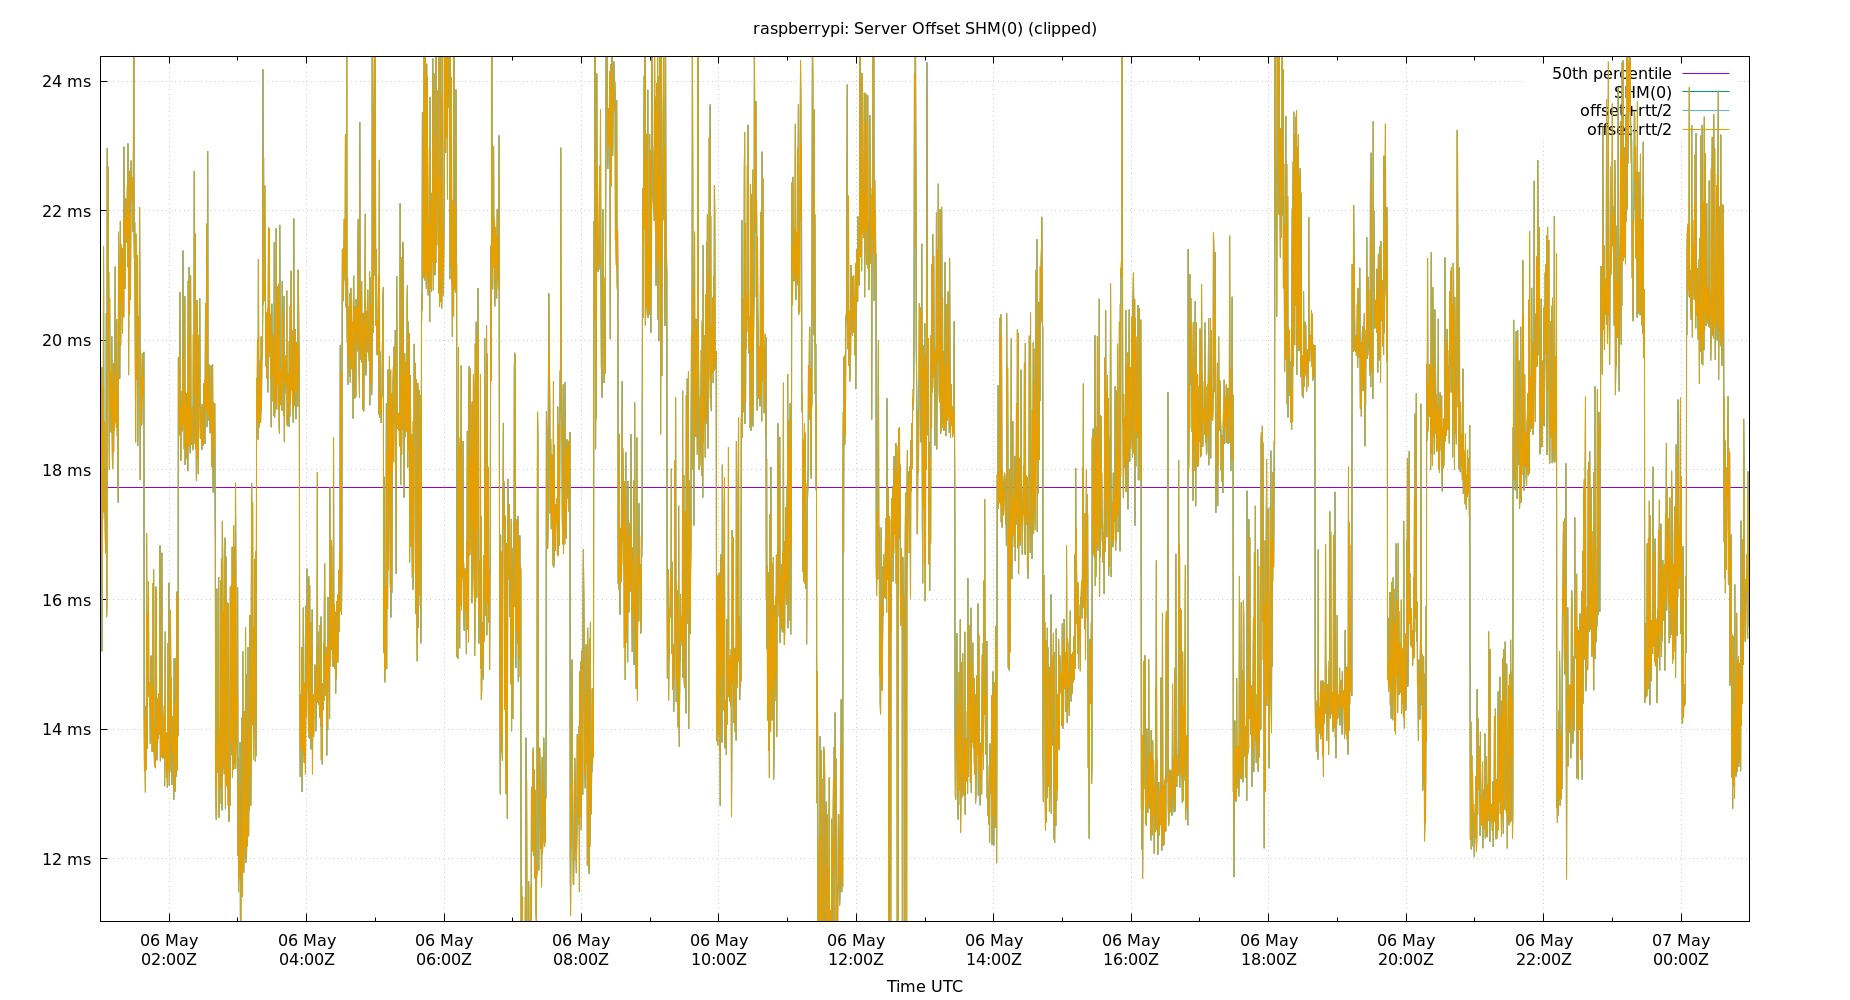 raspberrypi: Server Offset SHM(0) (clipped)
24 ms
22 ms
20 ms
18 ms
16 ms
14 ms
12 ms
50th percentile
SHM(0)
offset+rtt/2
offset-rtt/2
06 May 06 May 06 May 06 May 06 May 06 May 06 May 06 May 06 May 06 May 06 May 07 May
02:00Z 04:00Z 06:00Z 08:00Z 10:00Z 12:00Z 14:00Z 16:00Z 18:00Z 20:00Z 22:00Z 00:00Z
Time UTC